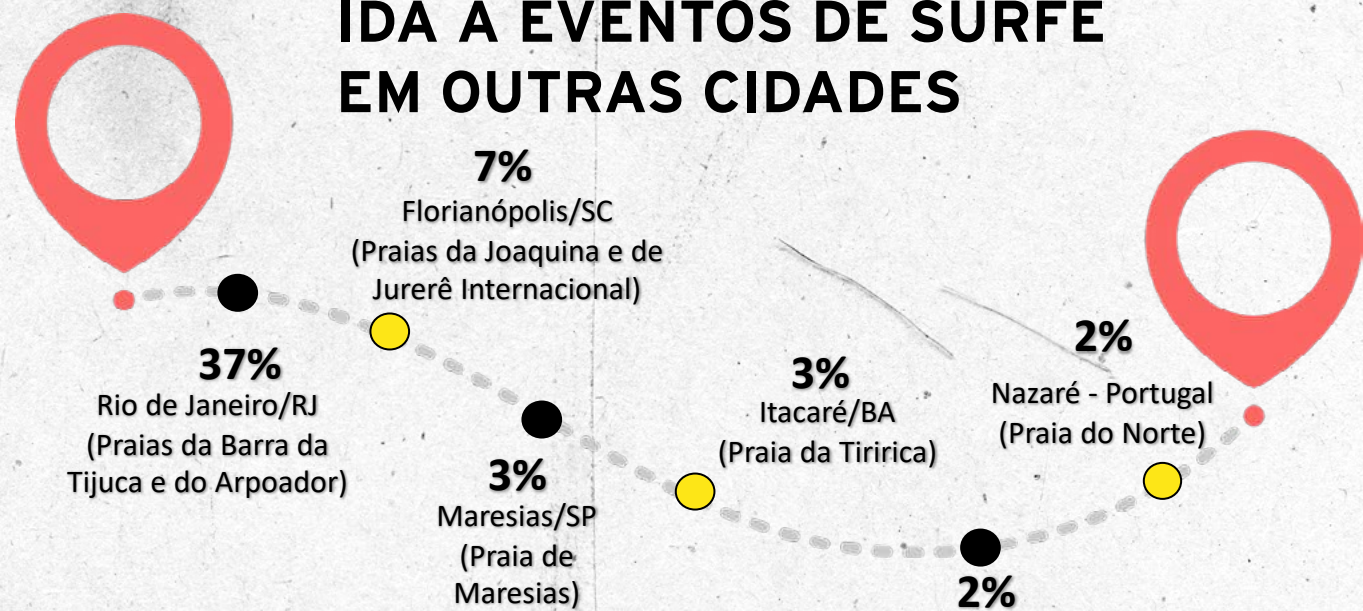 IDA A EVENTOS DE SURFE
EM OUTRAS CIDADES
37%
Rio de Janeiro/RJ
(Praias da Barra da
Tijuca e do Arpoador)
7%
Florianópolis/SC
(Praias da Joaquina e de
Jurerê Internacional)
3%
Maresias/SP
(Praia de
Maresias)
3%
Itacaré/BA
(Praia da Tiririca)
2%
2%
Nazaré - Portugal
(Praia do Norte)